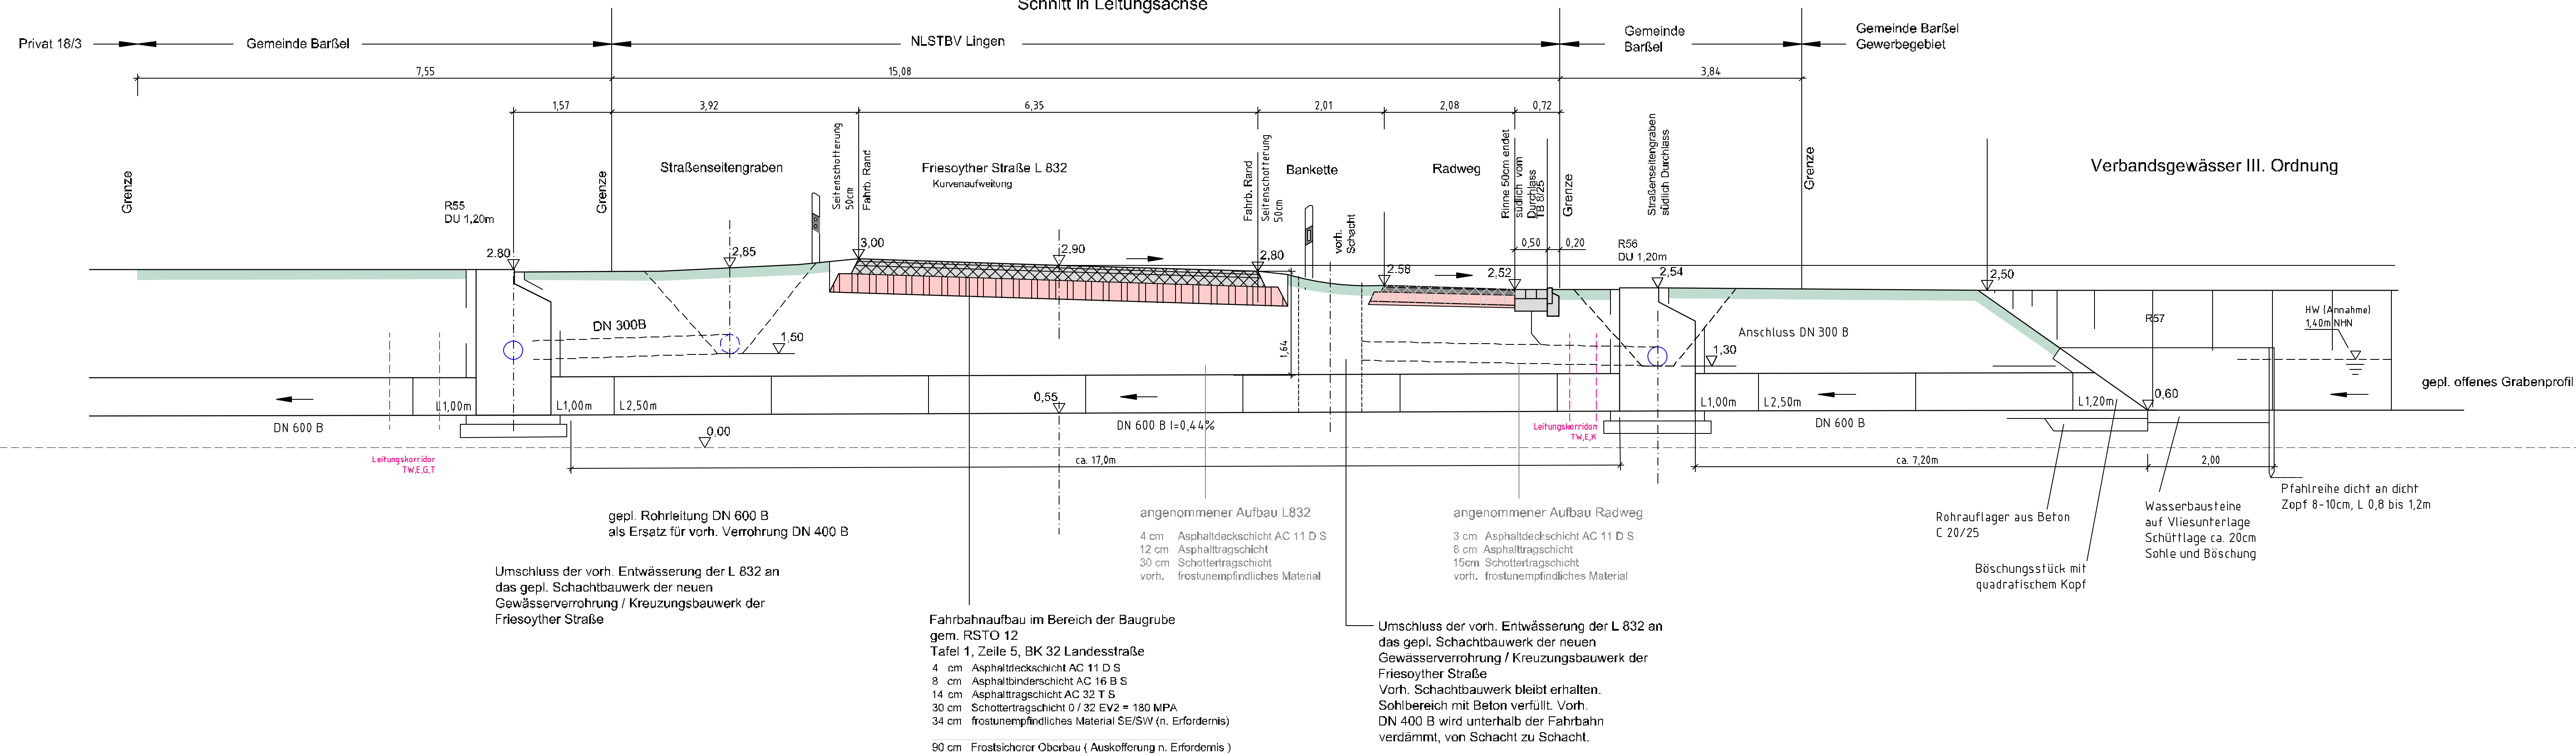 Schnitt in Leitungsachse
Privat 18/3
Gemeinde Barßel
NLSTBV Lingen
Gemeinde
Barßel
Gemeinde Barßel
Gewerbegebiet
7,55
15,08
3,84
1,57
3,92
6,35
2,01
2,08
0,72
Grenze
R55
DU 1,20m
Grenze
Straßenseitengraben
Seitenschotterung
50cm
Fahrb. Rand
Friesoyther Straße L 832
Kurvenaufweitung
Fahrb. Rand
Seitenschotterung
50cm
Bankette
vorh.
Schacht
Radweg
Rinne 50cm endet
südlich vom
Durchlass
TB 8/25
Grenze
Straßenseitengraben
südlich Durchlass
Grenze
Verbandsgewässer III. Ordnung
0,50
0,20
R56
DU 1,20m
2.80
2,85
3,00
2,90
2,80
2.58
2,52
2,54
2,50
DN 300B
1,50
1,64
Anschluss DN 300 B
1,30
R57
HW (Annahme)
1,40m NHN
gepl. offenes Grabenprofil
L1,00m
L1,00m
L2,50m
0,55
L1,00m
L2,50m
L1,20m
0,60
DN 600 B
0,00
DN 600 B I=0,44%
Leitungskorridor
TW,E,K
DN 600 B
Leitungskorridor
TW,E,G,T
ca. 17,0m
ca. 7,20m
2,00
gepl. Rohrleitung DN 600 B
als Ersatz für vorh. Verrohrung DN 400 B
Umschluss der vorh. Entwässerung der L 832 an
das gepl. Schachtbauwerk der neuen
Gewässerverrohrung / Kreuzungsbauwerk der
Friesoyther Straße
angenommener Aufbau L832
4 cm Asphaltdeckschicht AC 11 D S
12 cm Asphalttragschicht
30 cm Schottertragschicht
vorh. frostunempfindliches Material
angenommener Aufbau Radweg
3 cm Asphaltdeckschicht AC 11 D S
8 cm Asphalttragschicht
15cm Schottertragschicht
vorh. frostunempfindliches Material
Rohrauflager aus Beton
C 20/25
Böschungsstück mit
quadratischem Kopf
Wasserbausteine
auf Vliesunterlage
Schüttlage ca. 20cm
Sohle und Böschung
Pfahlreihe dicht an dicht
Zopf 8-10cm, L 0,8 bis 1,2m
Fahrbahnaufbau im Bereich der Baugrube
gem. RSTO 12
Tafel 1, Zeile 5, BK 32 Landesstraße
4 cm Asphaltdeckschicht AC 11 D S
8 cm Asphaltbinderschicht AC 16 B S
14 cm Asphalttragschicht AC 32 T S
30 cm Schottertragschicht 0 / 32 EV2 = 180 MPA
34 cm frostunempfindliches Material SE/SW (n. Erfordernis)
90 cm Frostsicherer Oberbau ( Auskofferung n. Erfordernis )
Umschluss der vorh. Entwässerung der L 832 an
das gepl. Schachtbauwerk der neuen
Gewässerverrohrung / Kreuzungsbauwerk der
Friesoyther Straße
Vorh. Schachtbauwerk bleibt erhalten.
Sohlbereich mit Beton verfüllt. Vorh.
DN 400 B wird unterhalb der Fahrbahn
verdämmt, von Schacht zu Schacht.